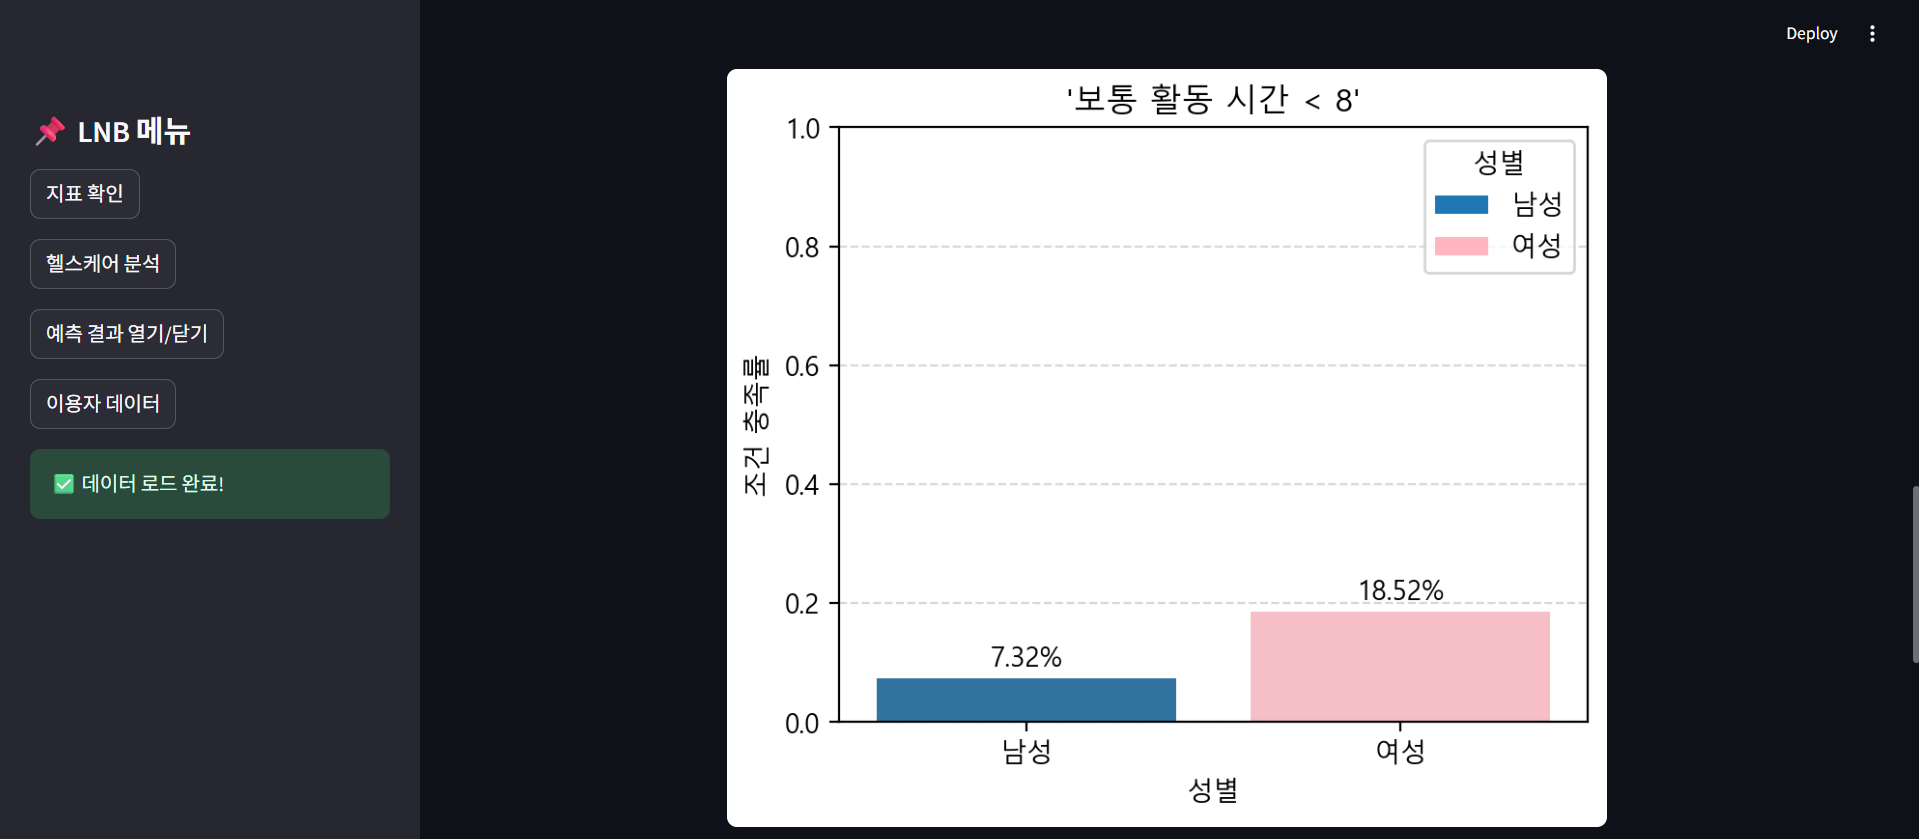 Deploy
📌 LNB 메뉴
지표 확인
헬스케어 분석
예측 결과 열기/닫기
이용자 데이터
✅ 데이터 로드 완료!
'보통 활동 시간 < 8'
1.0
0.8
0.6
0.4
0.2
0.0
조건 충족률
성별
남성
여성
7.32%
18.52%
남성
여성
성별